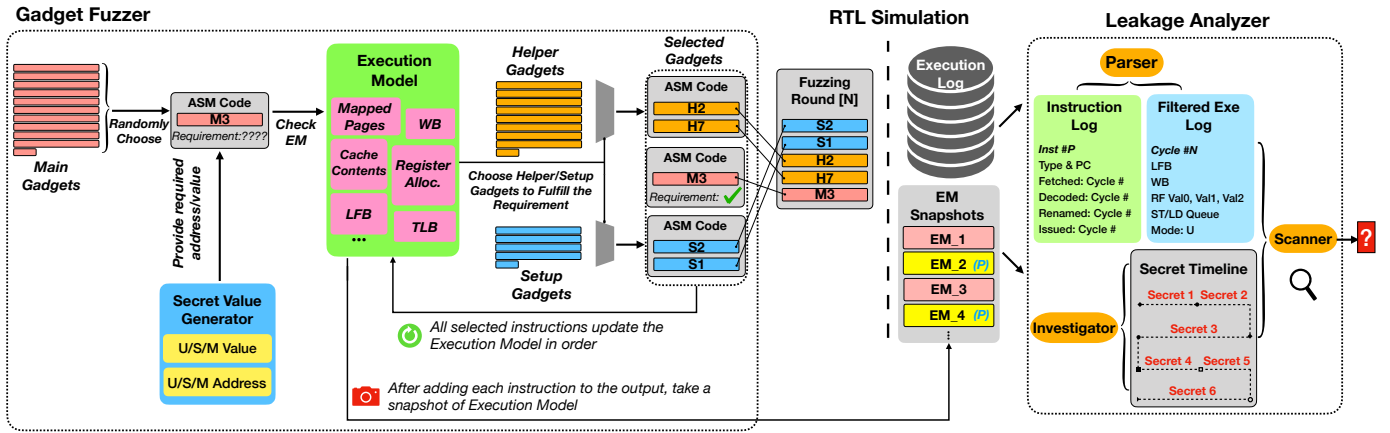 Gadget Fuzzer
RTL Simulation
Leakage Analyzer
Main
Gadgets
Randomly
Choose
ASM Code
M3
Requirement:????
Check
EM
Provide required
address/value
Secret Value
Generator
U/S/M Value
U/S/M Address
Execution
Model
Mapped
Pages
WB
Cache
Contents
Register
Alloc.
LFB
TLB
...
Helper
Gadgets
Choose Helper/Setup
Gadgets to Fulfill the
Requirement
Setup
Gadgets
Selected
Gadgets
ASM Code
H2
H7
ASM Code
M3
Requirement:
ASM Code
S2
S1
Fuzzing
Round [N]
S2
S1
H2
H7
M3
All selected instructions update the
Execution Model in order
After adding each instruction to the output, take a
snapshot of Execution Model
Execution
Log
EM
Snapshots
EM_1
EM_2 (P)
EM_3
EM_4 (P)
...
Parser
Instruction
Log
Inst #P
Type & PC
Fetched: Cycle #
Decoded: Cycle #
Renamed: Cycle #
Issued: Cycle #
Filtered Exe
Log
Cycle #N
LFB
WB
RF Val0, Val1, Val2
ST/LD Queue
Mode: U
Scanner
?
Investigator
Secret Timeline
Secret 1 Secret 2
Secret 3
Secret 4 Secret 5
Secret 6